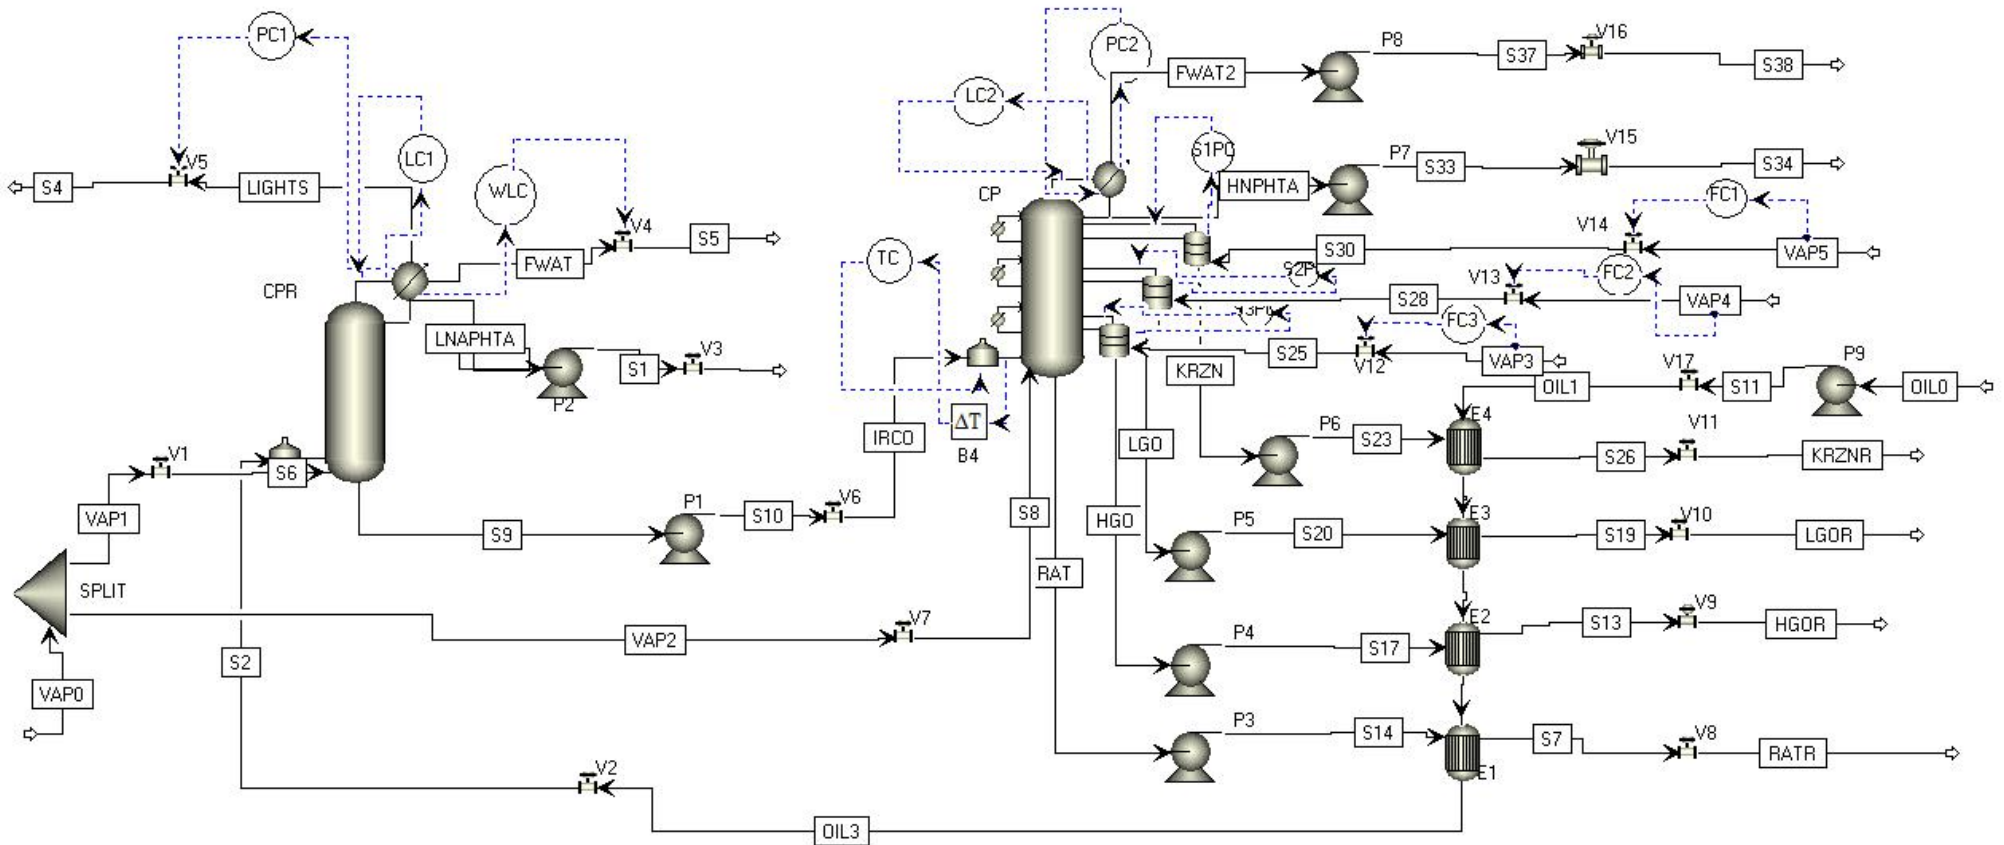 PC1
PC2
P8
S37
V16
S38
FWAT2
LC2
LC1
V5
S4
LIGHTS
WLC
V4
S5
FWAT
CPR
S1PC
P7
S33
V15
S34
HNPHTA
CP
FC1
V14
S30
VAP5
TC
FC2
V13
S28
VAP4
FC3
S25
V12
VAP3
V17
P9
LNAPHTA
S1
V3
P2
KRZN
OIL1
S11
OIL0
ΔT
B4
IRCO
LGO
P6
S23
E4
V11
S26
KRZNR
V1
S6
VAP1
S9
P1
S10
V6
S8
HGO
P5
S20
E3
V10
S19
LGOR
SPLIT
RAT
VAP2
V7
P4
S17
E2
V9
S13
HGOR
S2
VAP0
P3
S14
S7
V8
RATR
E1
V2
OIL3